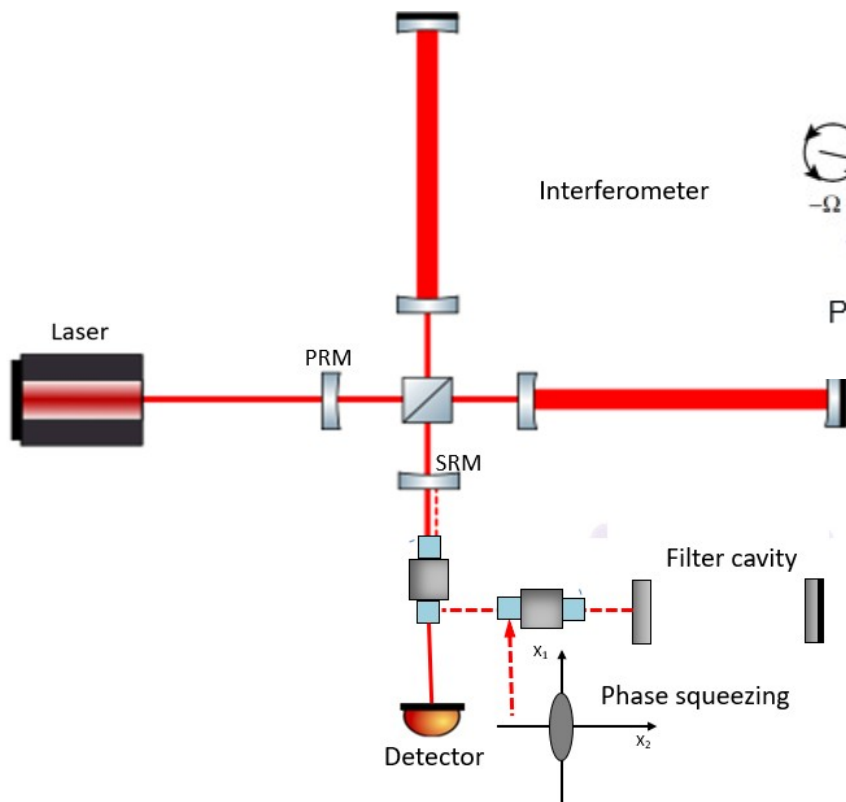 Interferometer
–Ω
P
Laser
PRM
SRM
Filter cavity
X₁
Phase squeezing
X₂
Detector